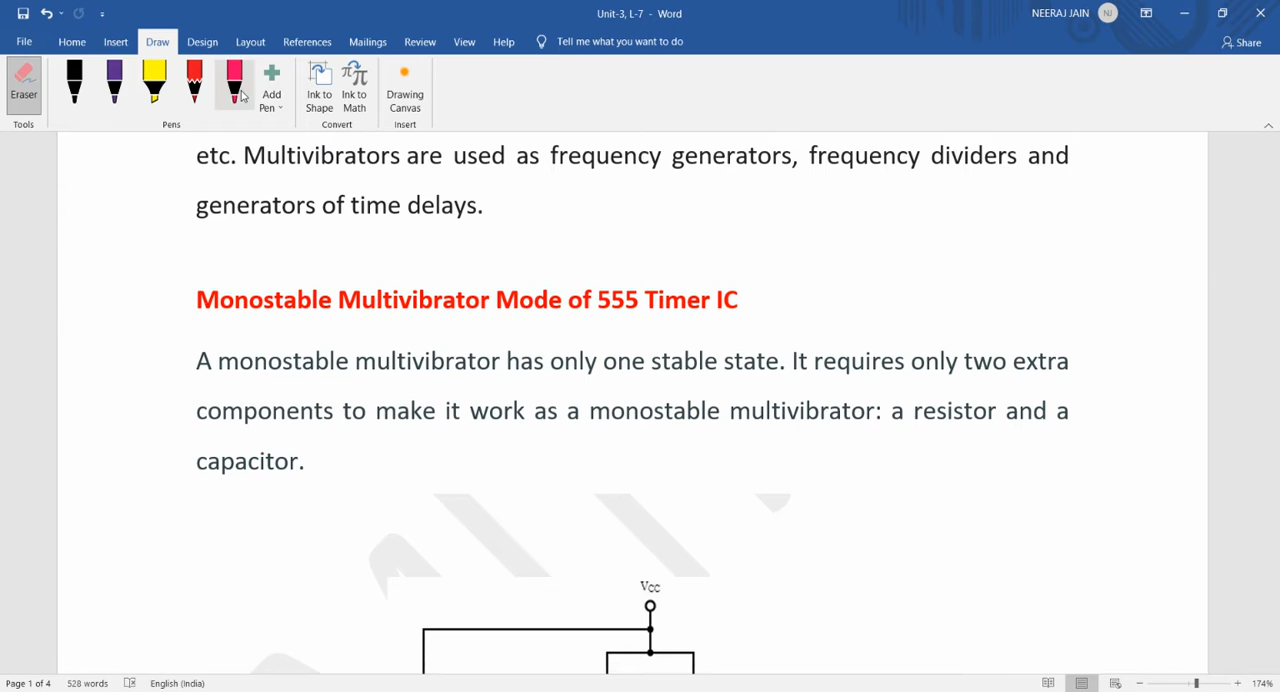 Unit-3, L-7 - Word
NEERAJ JAIN NJ
File Home Insert Draw Design Layout References Mailings Review View Help Tell me what you want to do Share
Eraser
Add Pen
Ink to Shape
Ink to Math
Drawing Canvas
Tools Pens Convert Insert
etc. Multivibrators are used as frequency generators, frequency dividers and
generators of time delays.
Monostable Multivibrator Mode of 555 Timer IC
A monostable multivibrator has only one stable state. It requires only two extra
components to make it work as a monostable multivibrator: a resistor and a
capacitor.
VCC
Page 1 of 4 528 words English (India) 174%